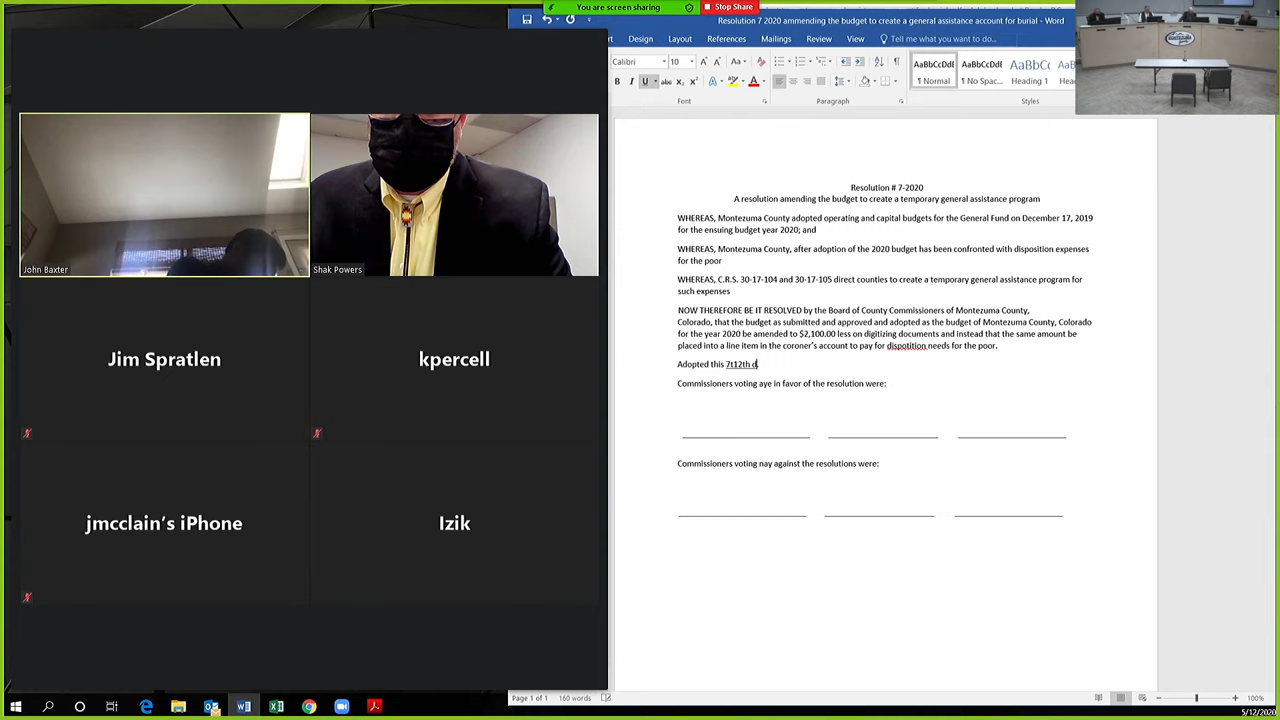 You are screen sharing
Stop Share
Resolution 7 2020 ammending the budget to create a general assistance account for burial - Word
Design Layout References Mailings Review View Tell me what you want to do...
Calibri 10
AaBbCcDdI AaBbCcDdI AaBbCc
¶ Normal ¶ No Spac... Heading 1
Font Paragraph Styles
John Baxter
Shak Powers
Jim Spratlen
kpercell
jmcclain's iPhone
Izik
Resolution # 7-2020
A resolution amending the budget to create a temporary general assistance program
WHEREAS, Montezuma County adopted operating and capital budgets for the General Fund on December 17, 2019
for the ensuing budget year 2020; and
WHEREAS, Montezuma County, after adoption of the 2020 budget has been confronted with disposition expenses
for the poor
WHEREAS, C.R.S. 30-17-104 and 30-17-105 direct counties to create a temporary general assistance program for
such expenses
NOW THEREFORE BE IT RESOLVED by the Board of County Commissioners of Montezuma County,
Colorado, that the budget as submitted and approved and adopted as the budget of Montezuma County, Colorado
for the year 2020 be amended to $2,100.00 less on digitizing documents and instead that the same amount be
placed into a line item in the coroner's account to pay for dispotition needs for the poor.
Adopted this 7t12th d
Commissioners voting aye in favor of the resolution were:
Commissioners voting nay against the resolutions were:
Page 1 of 1 160 words
100%
5/12/2020